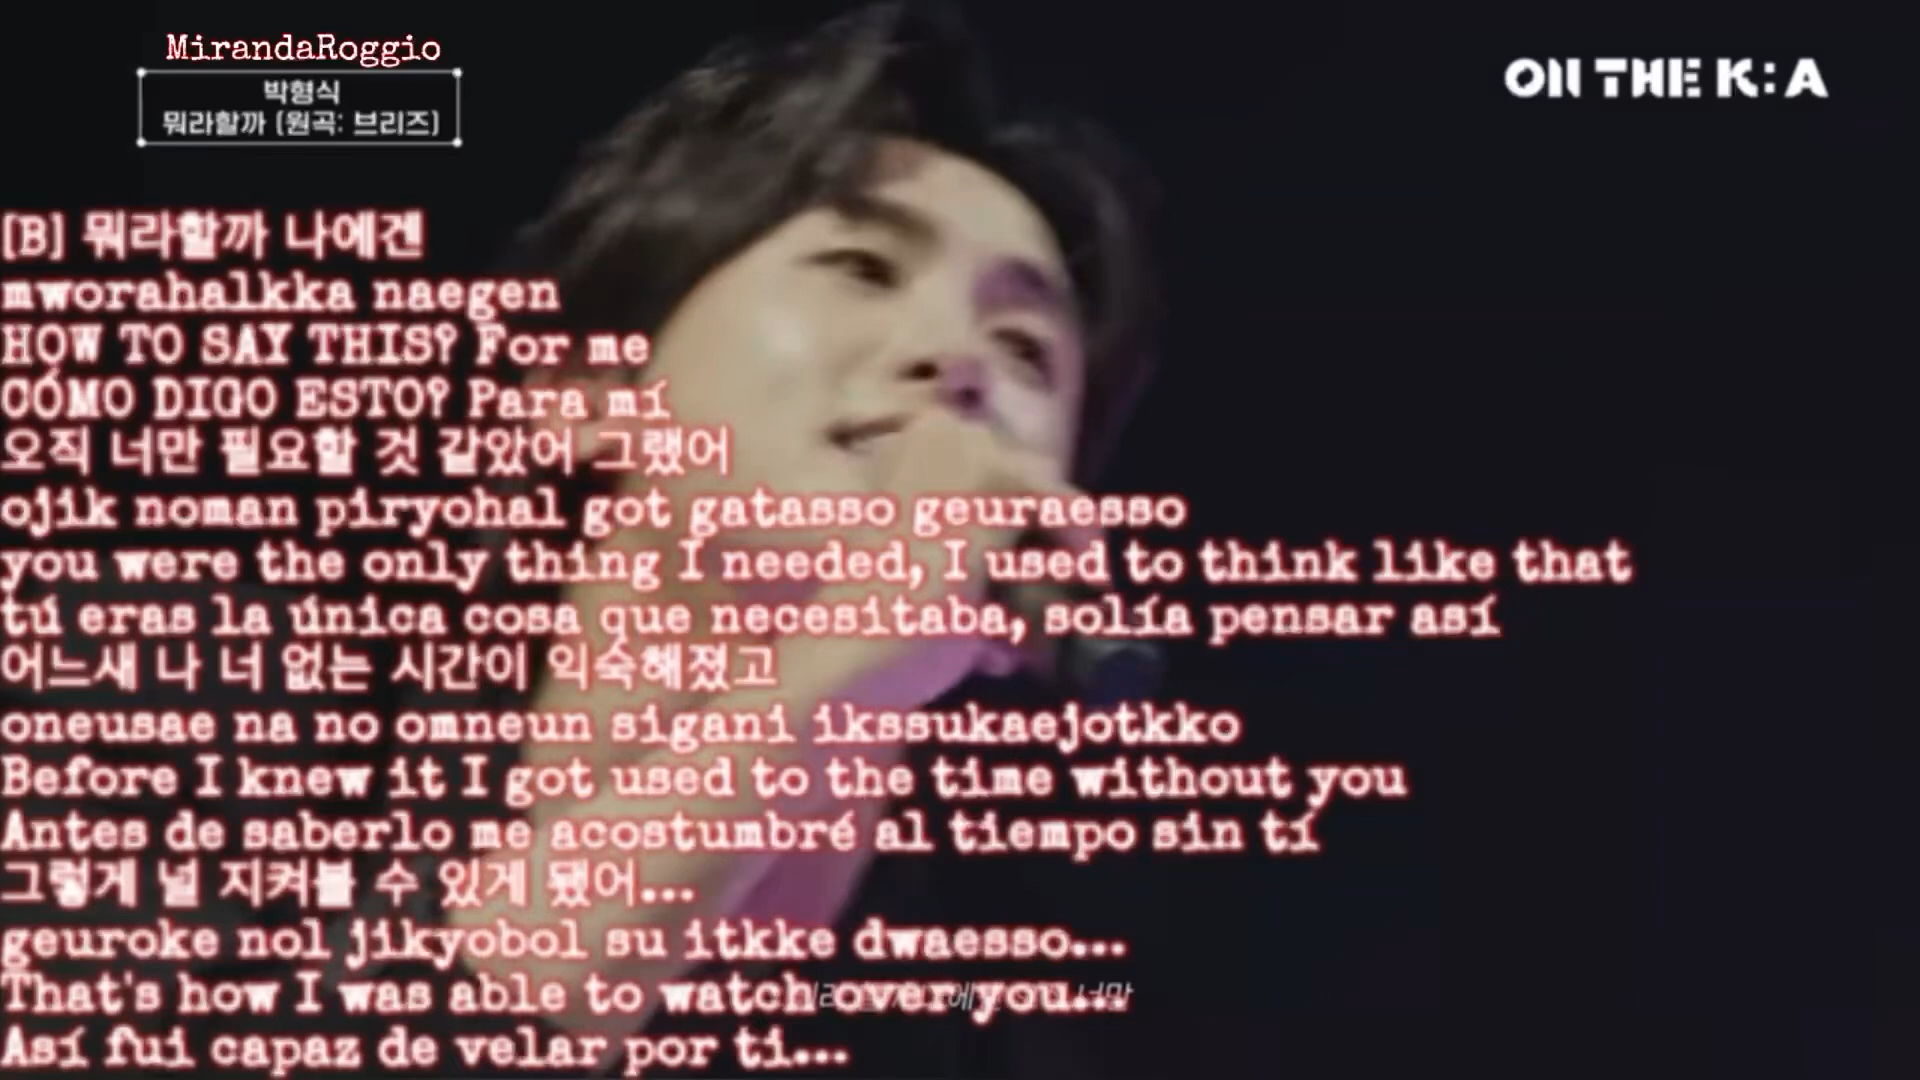 MirandaRoggio
박형식
뭐라할까 (원곡: 브리즈)
ON THE K:A
[B] 뭐라할까 나에겐
mworahalkka naegen
HOW TO SAY THIS? For me
CÓMO DIGO ESTO? Para mí
오직 너만 필요할 것 같았어 그랬어
ojik noman piryohal got gatasso geuraesso
you were the only thing I needed, I used to think like that
tú eras la única cosa que necesitaba, solía pensar así
어느새 나 너 없는 시간이 익숙해졌고
oneusae na no omneun sigani ikssukaejotkko
Before I knew it I got used to the time without you
Antes de saberlo me acostumbré al tiempo sin tí
그렇게 널 지켜볼 수 있게 됐어...
geuroke nol jikyobol su itkke dwaesso...
That's how I was able to watch over you...
Así fui capaz de velar por ti...